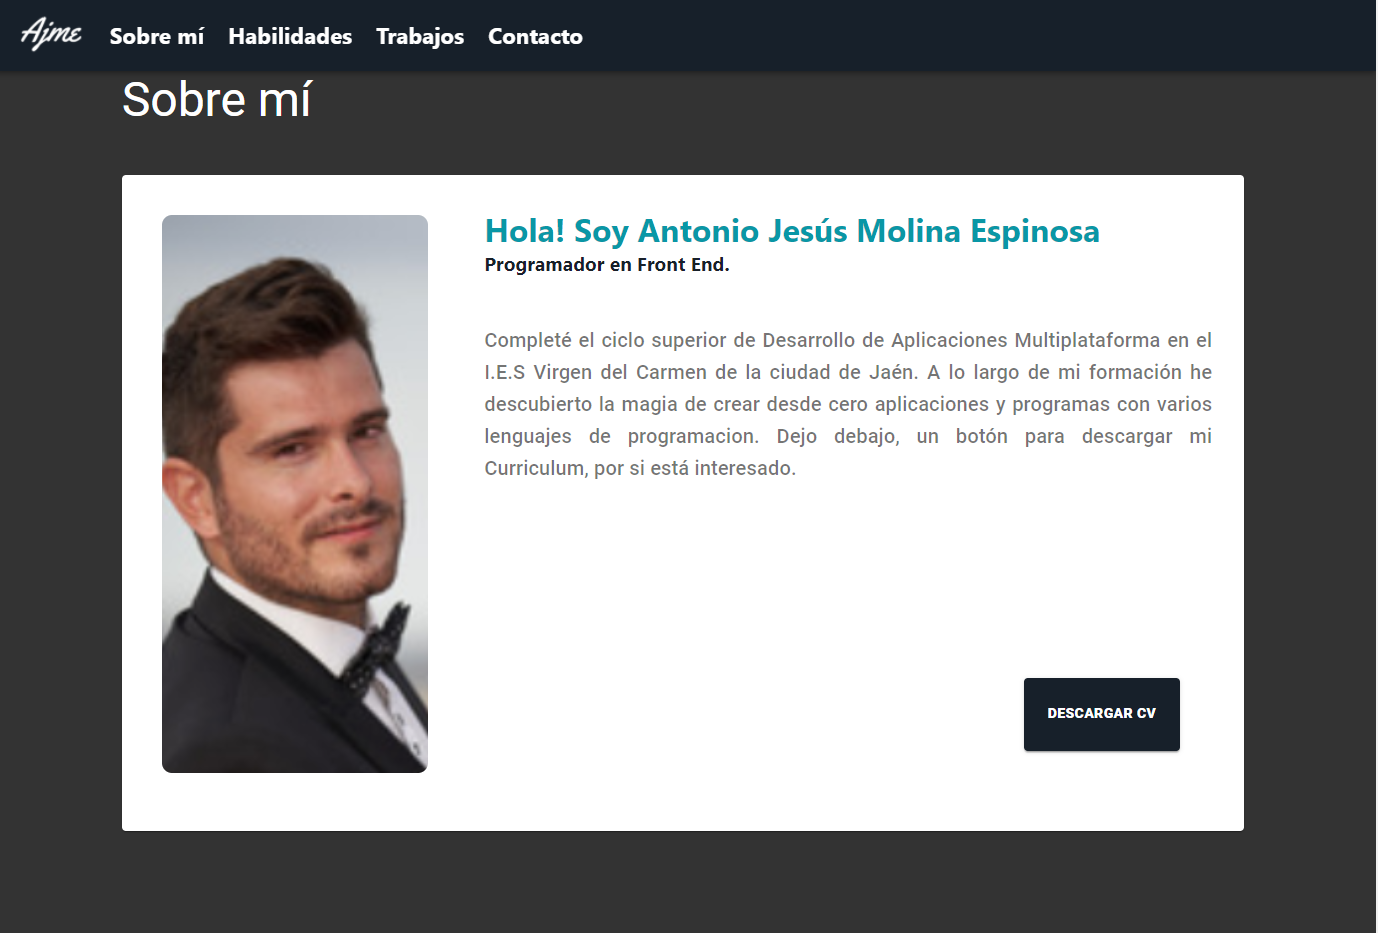 Ajme Sobre mí Habilidades Trabajos Contacto
Sobre mí
Hola! Soy Antonio Jesús Molina Espinosa
Programador en Front End.
Completé el ciclo superior de Desarrollo de Aplicaciones Multiplataforma en el
I.E.S Virgen del Carmen de la ciudad de Jaén. A lo largo de mi formación he
descubierto la magia de crear desde cero aplicaciones y programas con varios
lenguajes de programacion. Dejo debajo, un botón para descargar mi
Curriculum, por si está interesado.
DESCARGAR CV